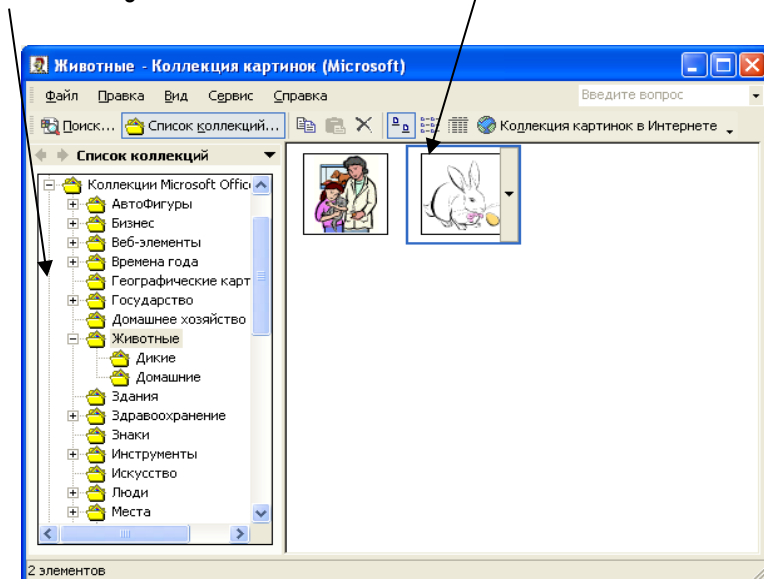 Животные - Коллекция картинок (Microsoft)
Файл Правка Вид Сервис Справка Введите вопрос
Поиск... Список коллекций... Коллекция картинок в Интернете
Список коллекций
Коллекции Microsoft Offic
АвтоФигуры
Бизнес
Веб-элементы
Времена года
Географические карт
Государство
Домашнее хозяйство
Животные
Дикие
Домашние
Здания
Здравоохранение
Знаки
Инструменты
Искусство
Люди
Места
2 элементов